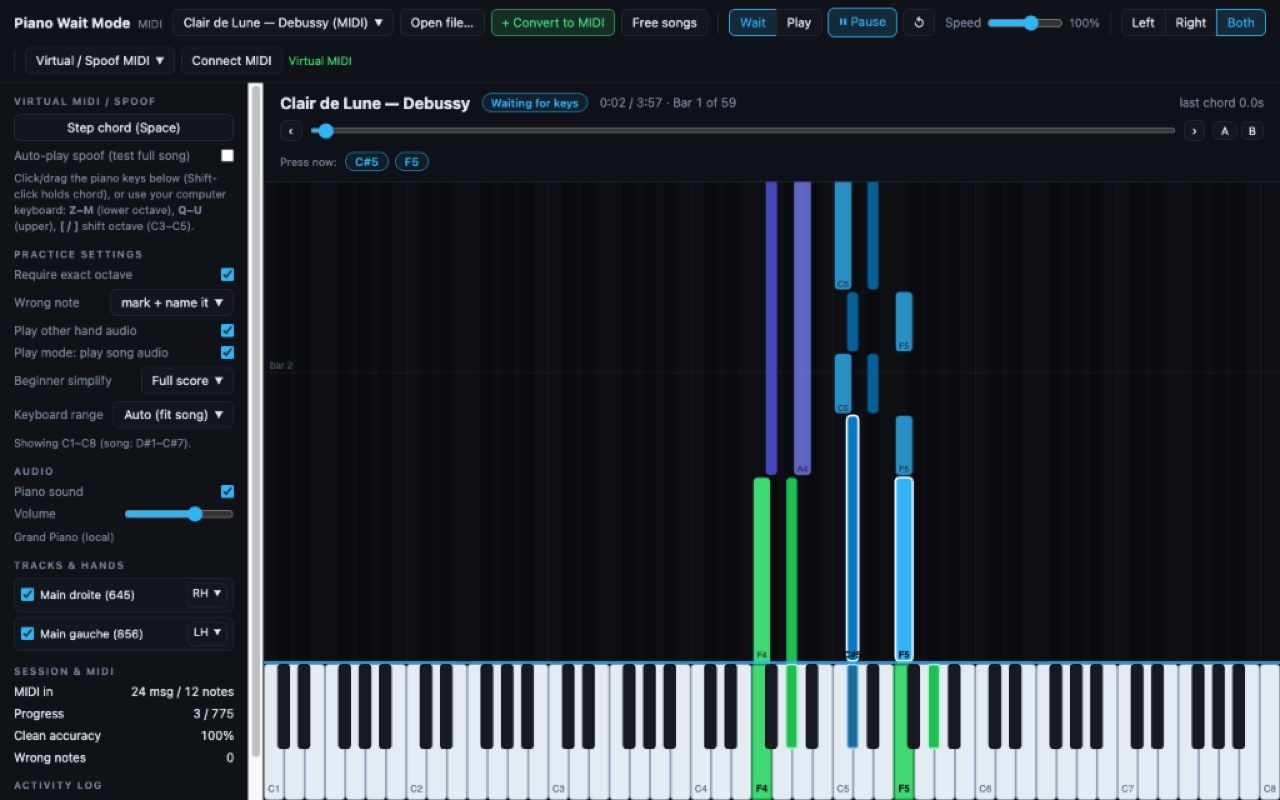 Piano Wait Mode MIDI Clair de Lune — Debussy (MIDI) ▼ Open file... + Convert to MIDI Free songs Wait Play Pause ↺ Speed 100% Left Right Both
Virtual / Spoof MIDI ▼ Connect MIDI Virtual MIDI
VIRTUAL MIDI / SPOOF
Step chord (Space)
Auto-play spoof (test full song)
Click/drag the piano keys below (Shift-
click holds chord), or use your computer
keyboard: Z–M (lower octave), Q–U
(upper), [ / ] shift octave (C3–C5).
PRACTICE SETTINGS
Require exact octave
Wrong note mark + name it ▼
Play other hand audio
Play mode: play song audio
Beginner simplify Full score ▼
Keyboard range Auto (fit song) ▼
Showing C1–C8 (song: D#1–C#7).
AUDIO
Piano sound
Volume
Grand Piano (local)
TRACKS & HANDS
Main droite (645) RH ▼
Main gauche (856) LH ▼
SESSION & MIDI
MIDI in 24 msg / 12 notes
Progress 3 / 775
Clean accuracy 100%
Wrong notes 0
ACTIVITY LOG
Clair de Lune — Debussy Waiting for keys 0:02 / 3:57 · Bar 1 of 59 last chord 0.0s
‹ › A B
Press now: C#5 F5
C5
F5
bar 2
C5
A4 F5
F4 C#5 F5
C1 C2 C3 C4 F4 C5 F5 C6 C7 C8